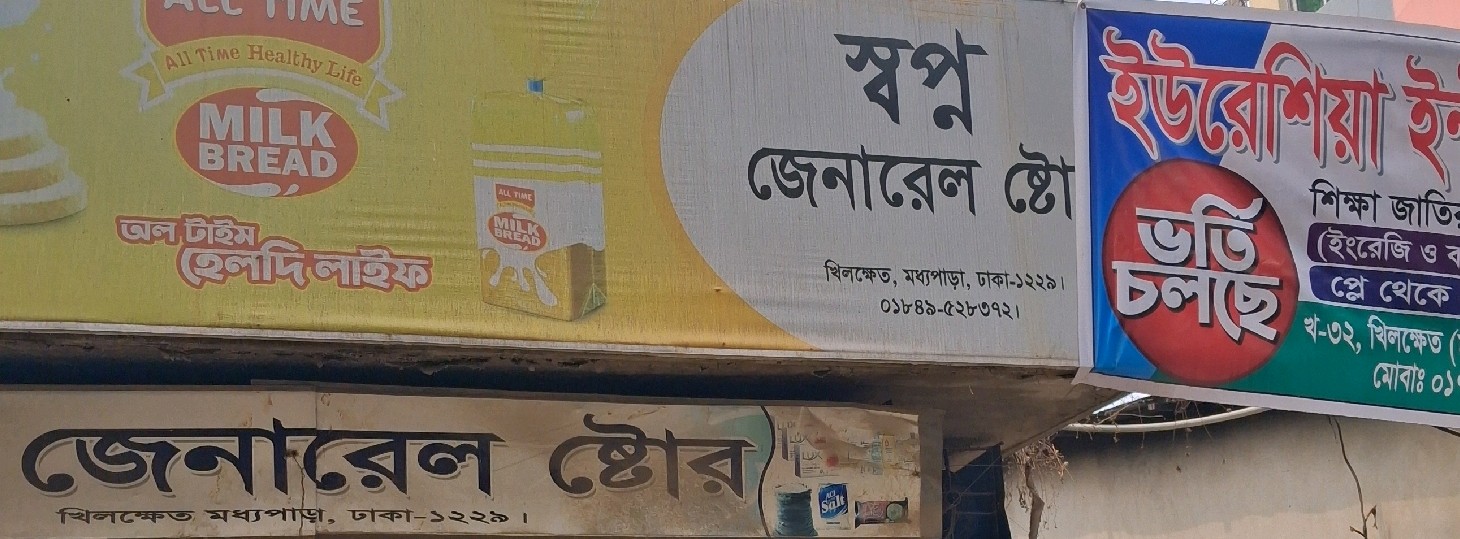 ALL TIME
All Time Healthy Life
MILK
BREAD
অল টাইম
হেলদি লাইফ
ALL TIME
MILK
BREAD
স্বপ্ন
জেনারেল ষ্টো
খিলক্ষেত, মধ্যপাড়া, ঢাকা-১২২৯।
০১৮৪৯-৫২৮৩৭২।
ইউরেশিয়া
ভর্তি
চলছে
শিক্ষা জাতির
(ইংরেজি ও
প্লে থেকে
খ-৩২, খিলক্ষেত (
মোবাঃ ০১
জেনারেল ষ্টোর
খিলক্ষেত মধ্যপাড়া, ঢাকা-১২২৯।
ACI
Salt